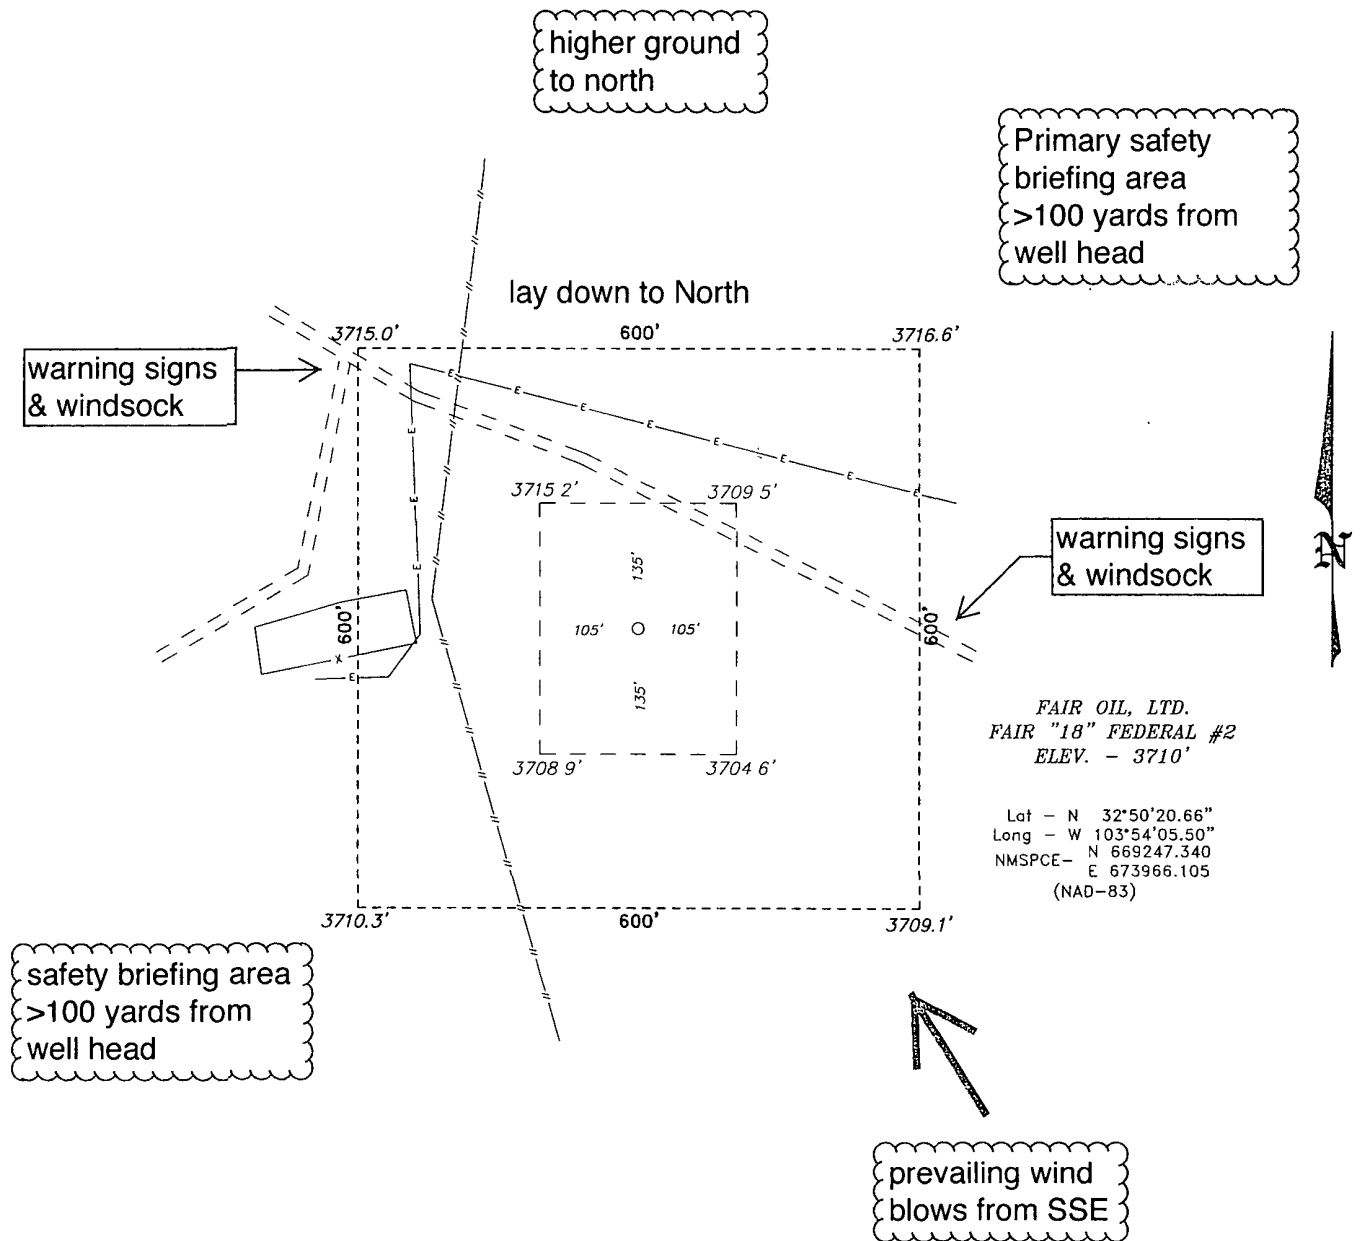 higher ground
to north
Primary safety
briefing area
>100 yards from
well head
lay down to North
3715.0'
600'
3716.6'
warning signs
& windsock
E
E
E
E
E
E
E
E
E
E
E
3715 2'
3709 5'
warning signs
& windsock
N
135'
600'
105'
105'
600'
X
E
135'
3708 9'
3704 6'
FAIR OIL, LTD.
FAIR "18" FEDERAL #2
ELEV. - 3710'
Lat - N 32°50'20.66"
Long - W 103°54'05.50"
NMSPCE- N 669247.340
E 673966.105
(NAD-83)
3710.3'
600'
3709.1'
safety briefing area
>100 yards from
well head
prevailing wind
blows from SSE